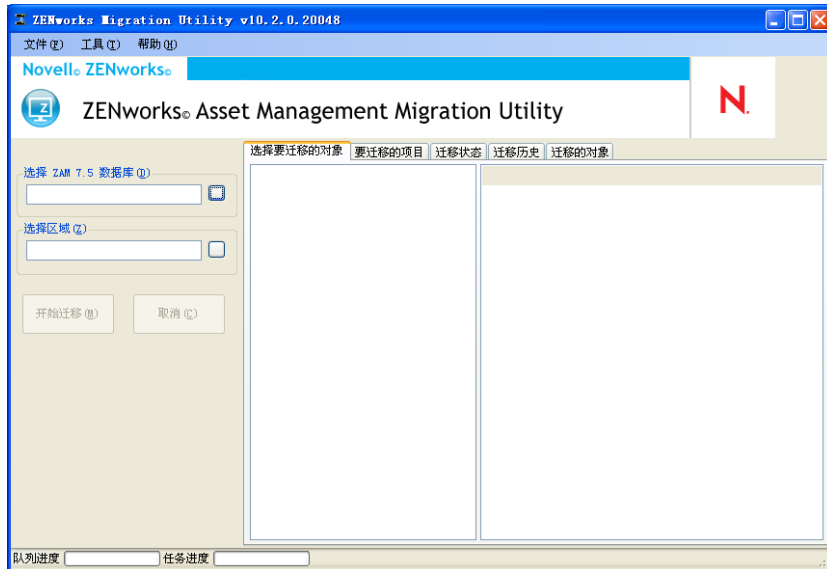 ZENworks Migration Utility v10.2.0.20048
文件(F) 工具(T) 帮助(H)
Novell® ZENworks®
Z
ZENworks® Asset Management Migration Utility
N.
选择要迁移的对象 要迁移的项目 迁移状态 迁移历史 迁移的对象
选择 ZAM 7.5 数据库(D)
选择区域(Z)
开始迁移(M) 取消(C)
队列进度 任务进度